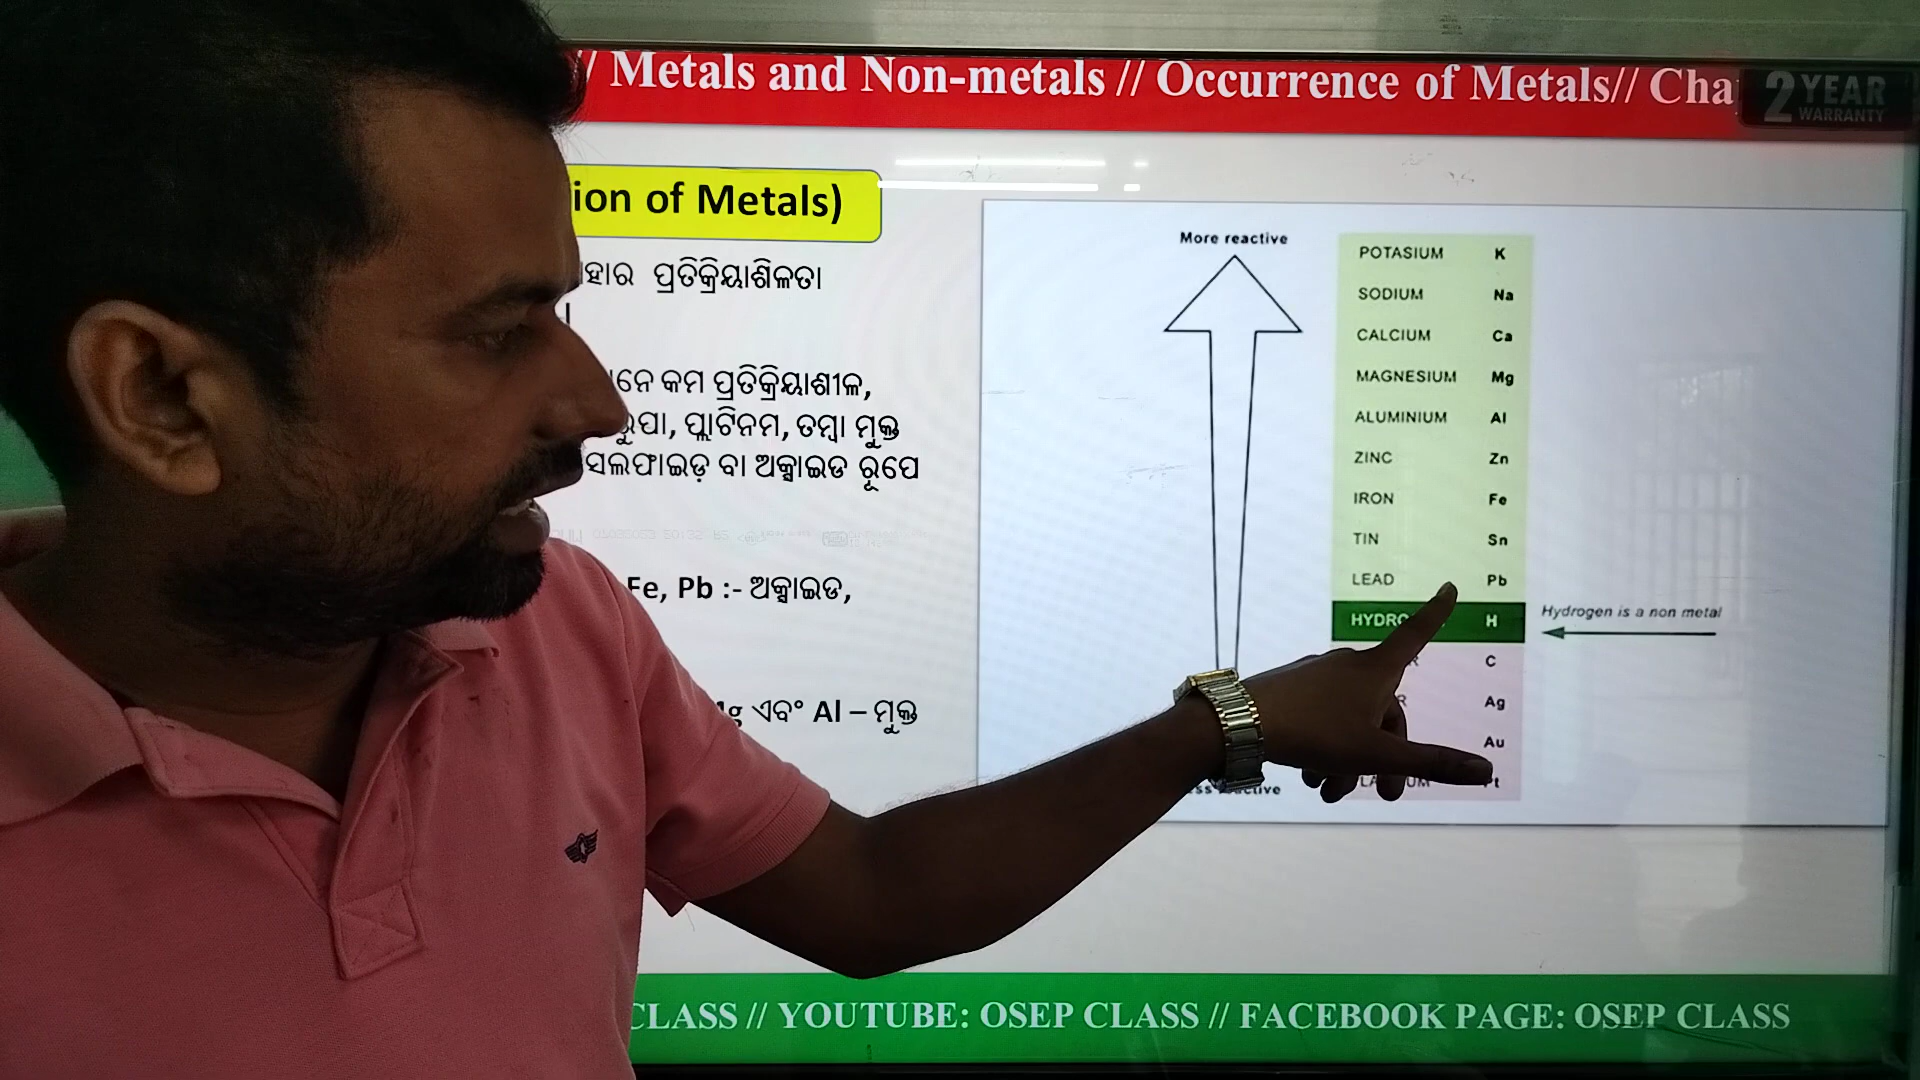 // Metals and Non-metals // Occurrence of Metals// Cha
2 YEAR
WARRANTY
ion of Metals)
ପ୍ରତିକ୍ରିୟାଶିଳତା
କମ ପ୍ରତିକ୍ରିୟାଶୀଳ,
ରୁପା, ପ୍ଲାଟିନମ, ତମ୍ବା ମୁକ୍ତ
ସଲଫାଇଡ଼ ବା ଅକ୍ସାଇଡ ରୂପେ
Fe, Pb :- ଅକ୍ସାଇଡ,
Mg ଏବଂ Al – ମୁକ୍ତ
More reactive
POTASIUM K
SODIUM Na
CALCIUM Ca
MAGNESIUM Mg
ALUMINIUM Al
ZINC Zn
IRON Fe
TIN Sn
LEAD Pb
HYDRO H
Hydrogen is a non metal
R C
R Ag
Au
Pt
CLASS // YOUTUBE: OSEP CLASS // FACEBOOK PAGE: OSEP CLASS